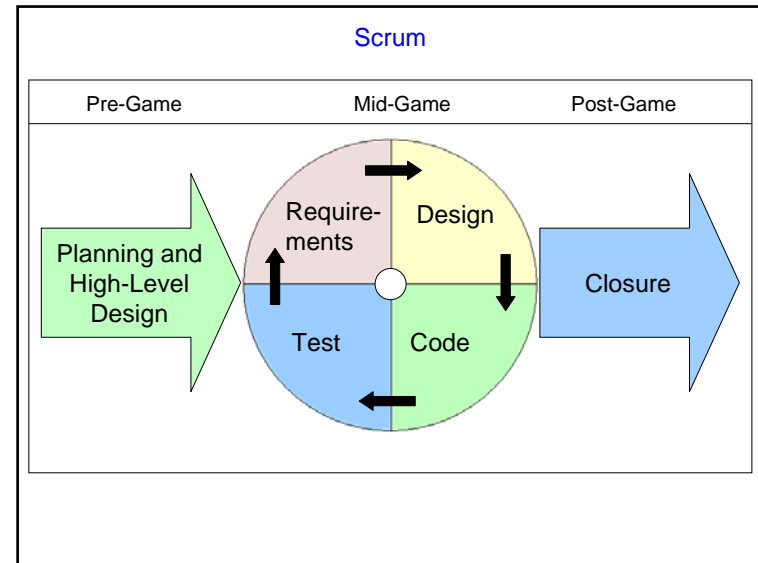 Scrum
Pre-Game Mid-Game Post-Game
Planning and
High-Level
Design
Require-
ments
Design
Test
Code
Closure